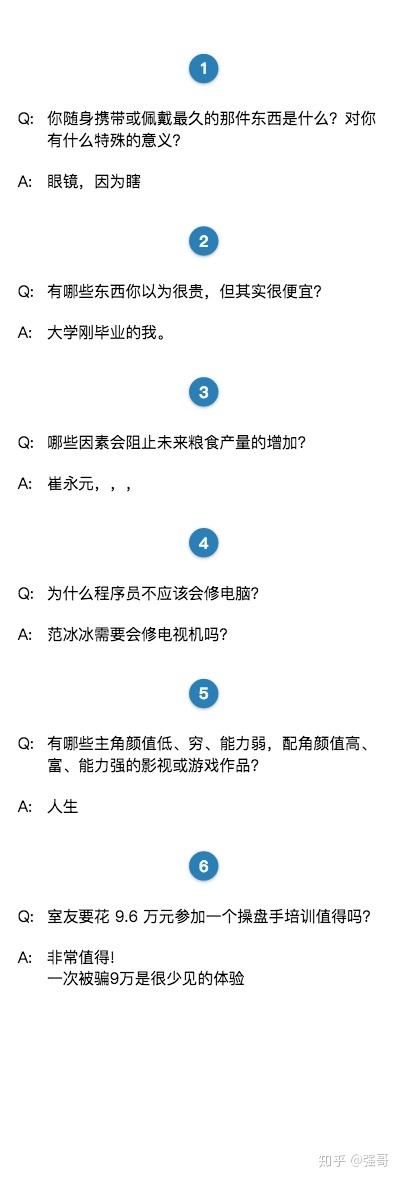 1
Q: 你随身携带或佩戴最久的那件东西是什么？对你
有什么特殊的意义？
A: 眼镜，因为瞎
2
Q: 有哪些东西你以为很贵，但其实很便宜？
A: 大学刚毕业的我。
3
Q: 哪些因素会阻止未来粮食产量的增加？
A: 崔永元，，，
4
Q: 为什么程序员不应该会修电脑？
A: 范冰冰需要会修电视机吗？
5
Q: 有哪些主角颜值低、穷、能力弱，配角颜值高、
富、能力强的影视或游戏作品？
A: 人生
6
Q: 室友要花 9.6 万元参加一个操盘手培训值得吗？
A: 非常值得！
一次被骗9万是很少见的体验
知乎 @强哥